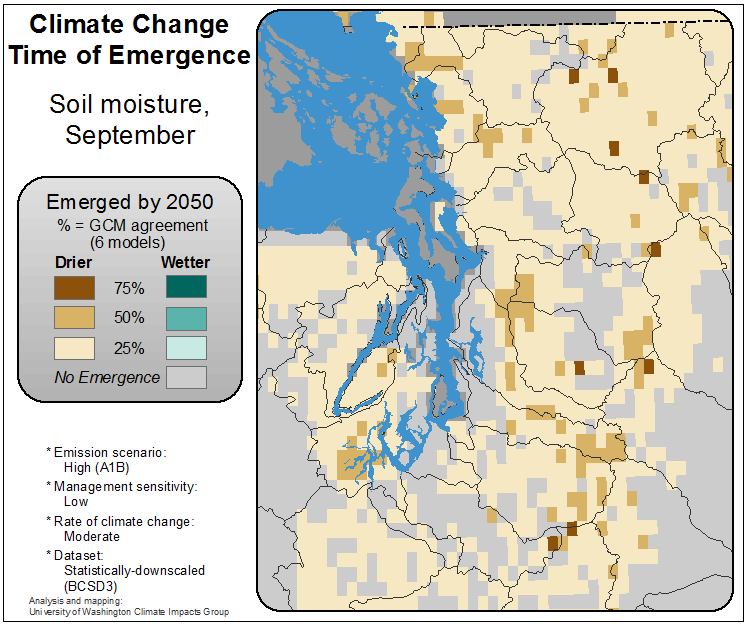 Climate Change
Time of Emergence
Soil moisture,
September
Emerged by 2050
% = GCM agreement
(6 models)
Drier Wetter
75%
50%
25%
No Emergence
* Emission scenario:
High (A1B)
* Management sensitivity:
Low
* Rate of climate change:
Moderate
* Dataset:
Statistically-downscaled
(BCSD3)
Analysis and mapping:
University of Washington Climate Impacts Group